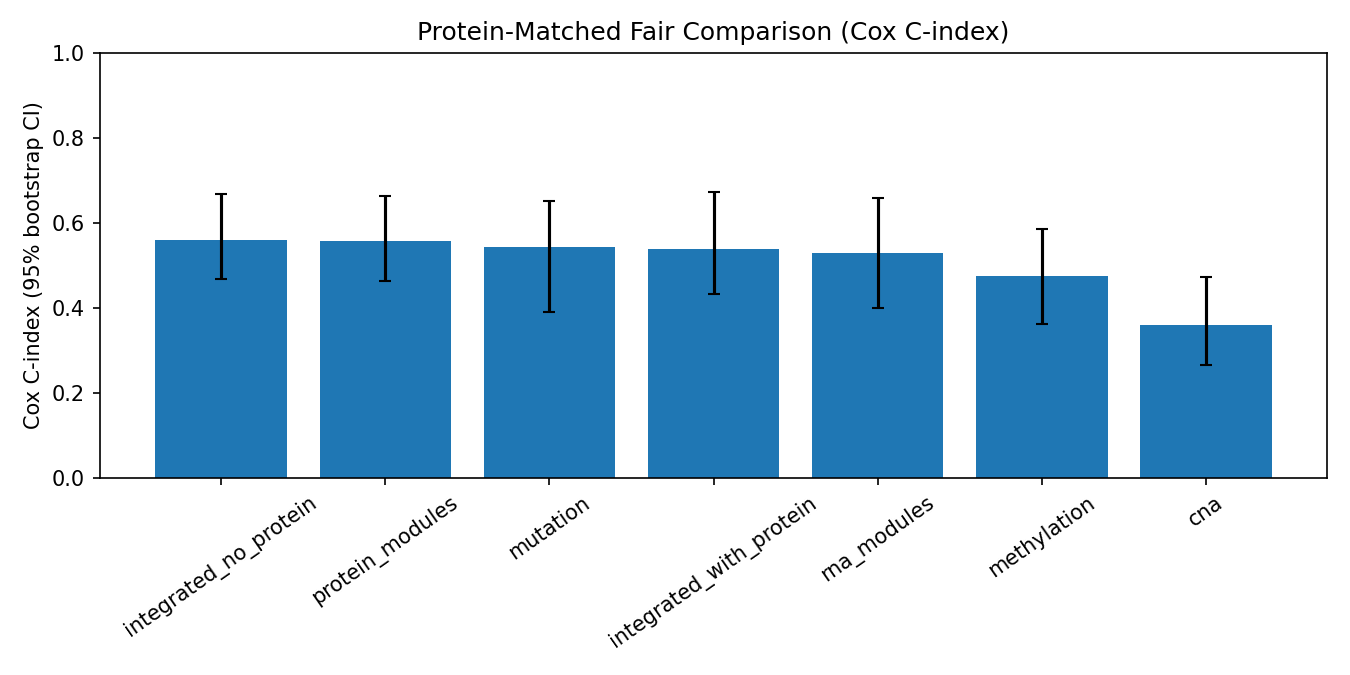 Protein-Matched Fair Comparison (Cox C-index)
Cox C-index (95% bootstrap CI)
1.0
0.8
0.6
0.4
0.2
0.0
integrated_no_protein
protein_modules
mutation
integrated_with_protein
rna_modules
methylation
cna